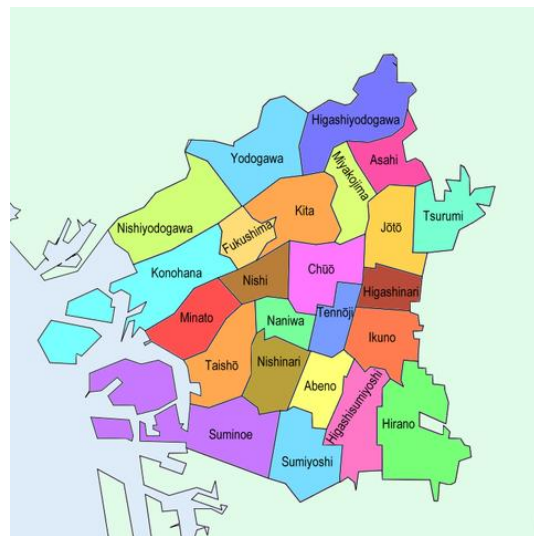 Higashiyodogawa
Yodogawa
Miyakojima
Asahi
Kita
Tsurumi
Nishiyodogawa
Fukushima
Jōtō
Konohana
Chūō
Nishi
Higashinari
Minato
Naniwa
Tennōji
Ikuno
Taishō
Nishinari
Abeno
Higashisumiyoshi
Hirano
Suminoe
Sumiyoshi